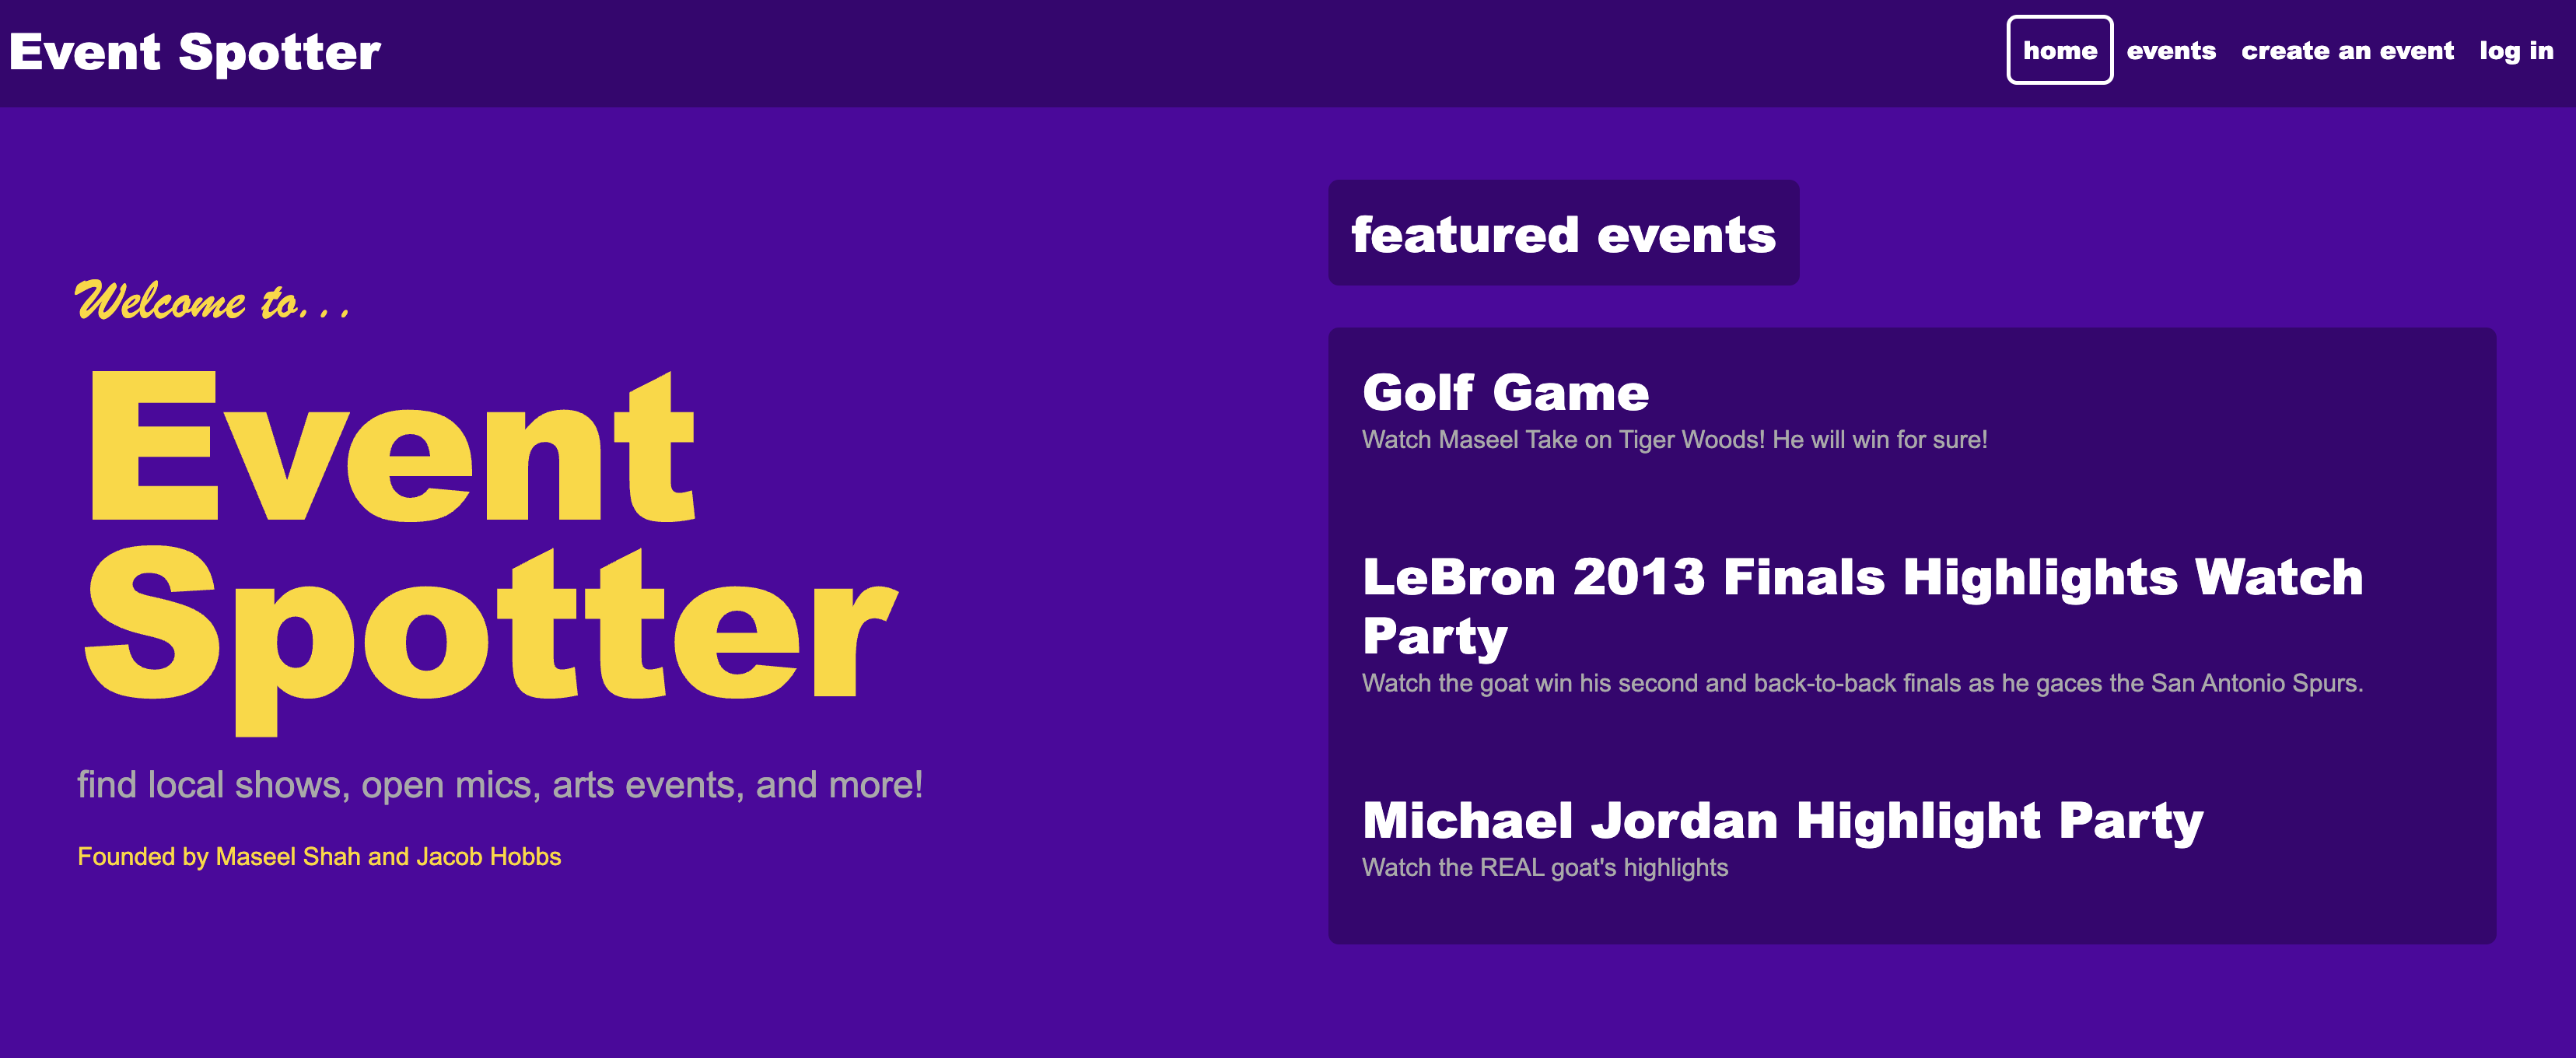 Event Spotter
home events create an event log in
Welcome to...
Event
Spotter
find local shows, open mics, arts events, and more!
Founded by Maseel Shah and Jacob Hobbs
featured events
Golf Game
Watch Maseel Take on Tiger Woods! He will win for sure!
LeBron 2013 Finals Highlights Watch
Party
Watch the goat win his second and back-to-back finals as he gaces the San Antonio Spurs.
Michael Jordan Highlight Party
Watch the REAL goat's highlights